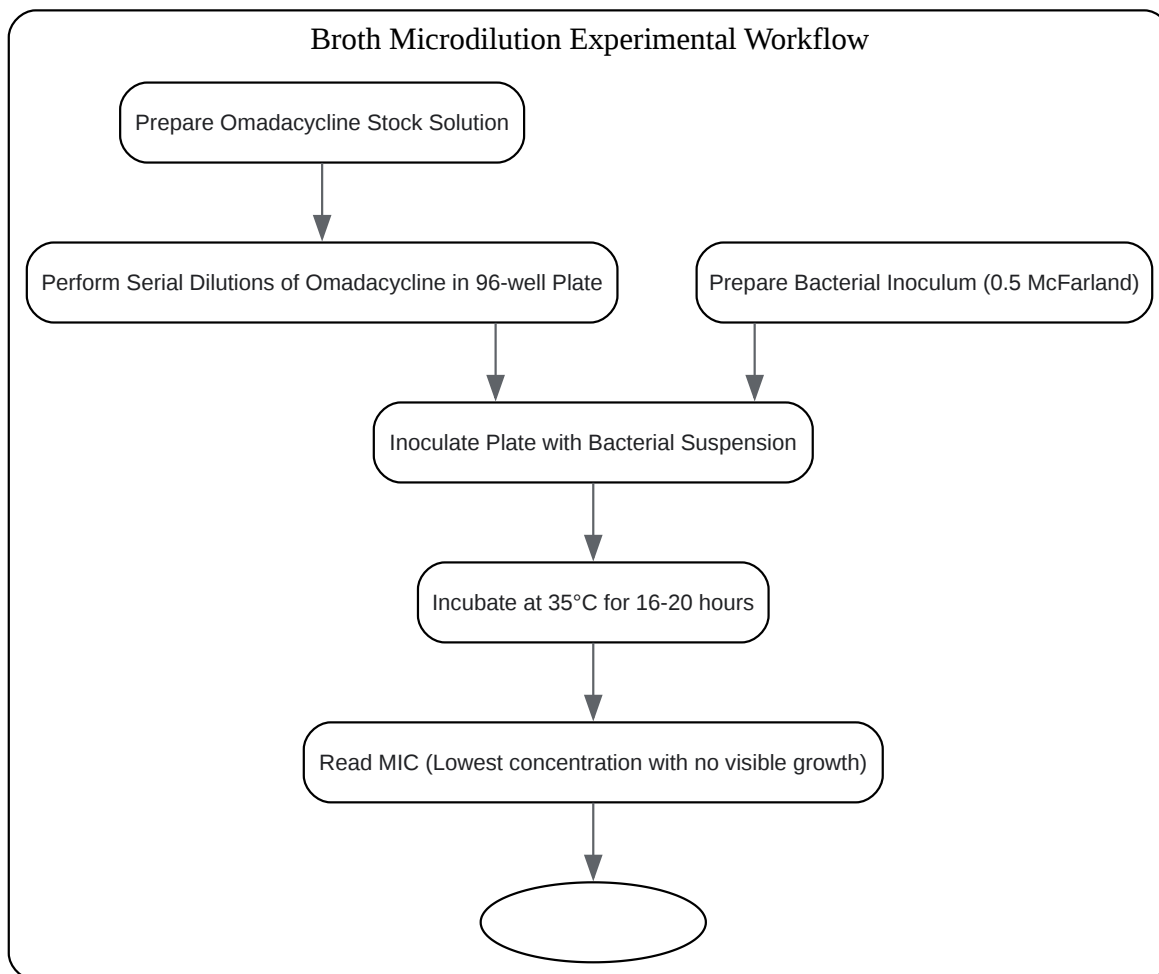 Broth Microdilution Experimental Workflow
Prepare Omadacycline Stock Solution
Perform Serial Dilutions of Omadacycline in 96-well Plate
Prepare Bacterial Inoculum (0.5 McFarland)
Inoculate Plate with Bacterial Suspension
Incubate at 35°C for 16-20 hours
Read MIC (Lowest concentration with no visible growth)